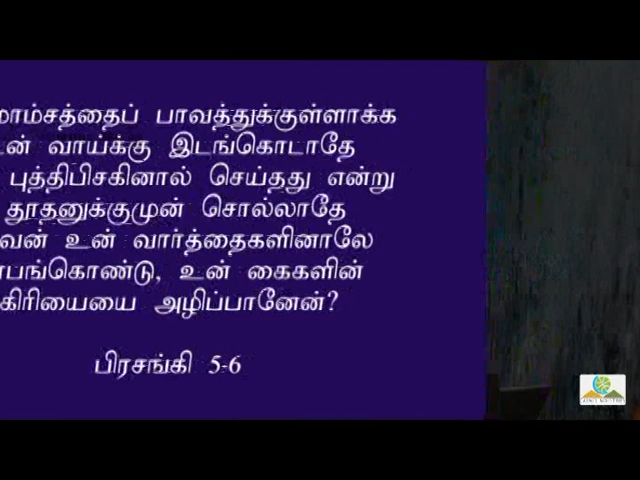 மாம்சத்தைப் பாவத்துக்குள்ளாக்க
ன் வாய்க்கு இடங்கொடாதே
புத்திபிசகினால் செய்தது என்று
தூதனுக்குமுன் சொல்லாதே
வன் உன் வார்த்தைகளினாலே
பங்கொண்டு, உன் கைகளின்
கிரியையை அழிப்பானேன்?
பிரசங்கி 5-6